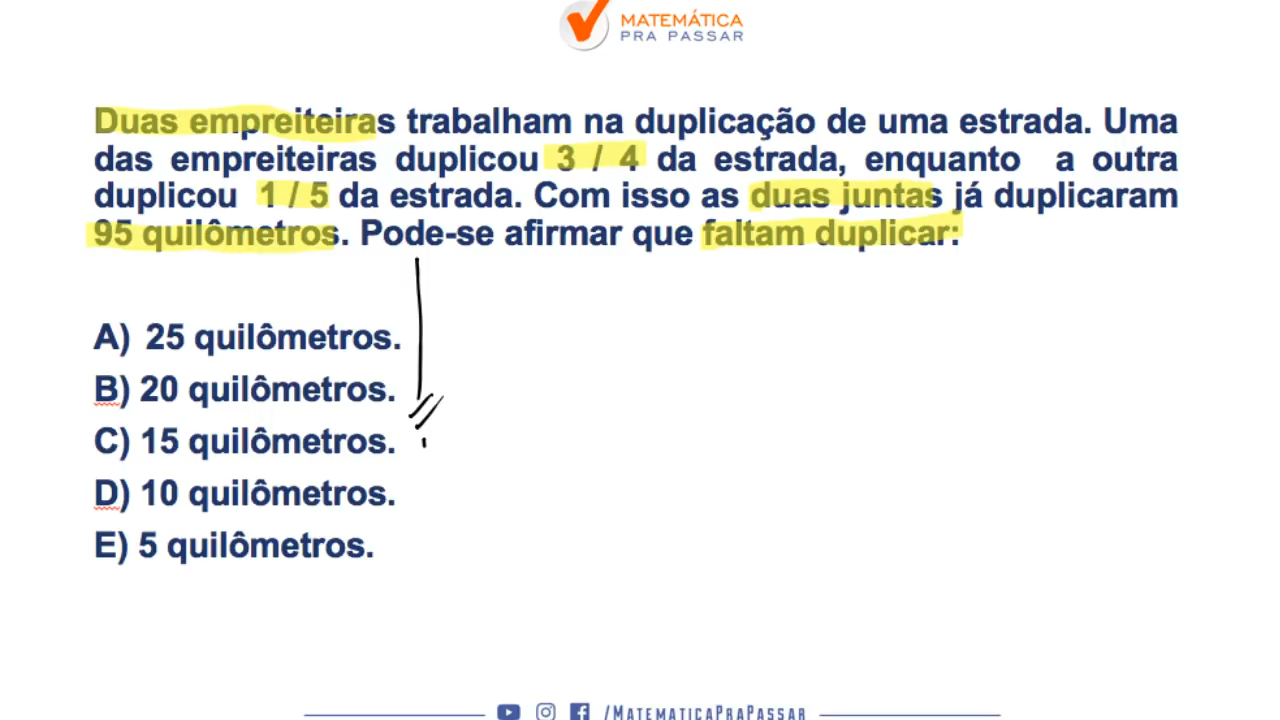 MATEMÁTICA
PRA PASSAR
Duas empreiteiras trabalham na duplicação de uma estrada. Uma
das empreiteiras duplicou 3 / 4 da estrada, enquanto a outra
duplicou 1 / 5 da estrada. Com isso as duas juntas já duplicaram
95 quilômetros. Pode-se afirmar que faltam duplicar:
A) 25 quilômetros.
B) 20 quilômetros.
C) 15 quilômetros.
D) 10 quilômetros.
E) 5 quilômetros.
/MATEMATICAPRAPASSAR